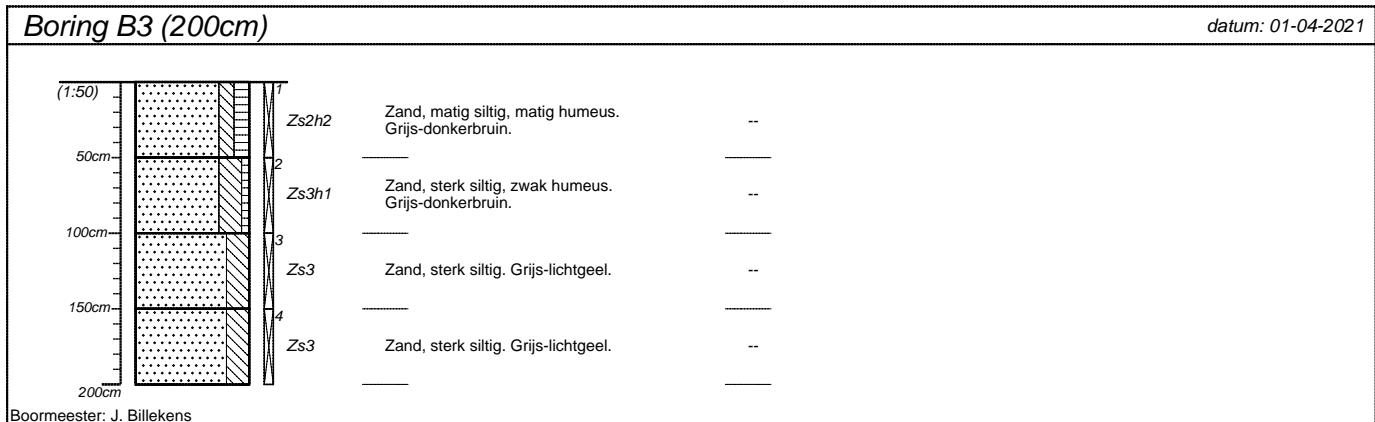 Boring B3 (200cm)
datum: 01-04-2021
(1:50)
1
Zs2h2
Zand, matig siltig, matig humeus.
Grijs-donkerbruin.
--
50cm
2
Zs3h1
Zand, sterk siltig, zwak humeus.
Grijs-donkerbruin.
--
100cm
3
Zs3
Zand, sterk siltig. Grijs-lichtgeel.
--
150cm
4
Zs3
Zand, sterk siltig. Grijs-lichtgeel.
--
200cm
Boormeester: J. Billekens